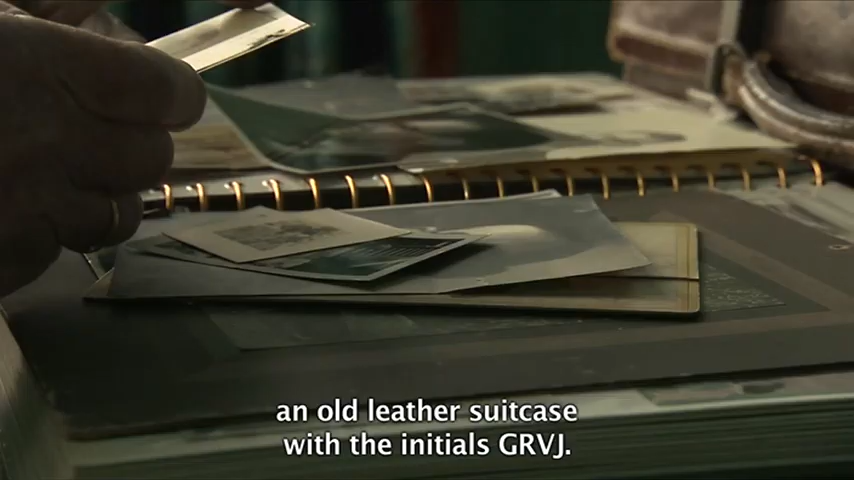 an old leather suitcase
with the initials GRVJ.